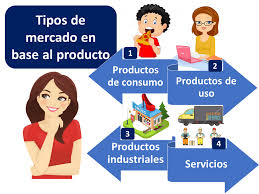 Tipos de
mercado en
base al producto
1
Productos
de consumo
2
Productos de
uso
3
Productos
industriales
4
Servicios